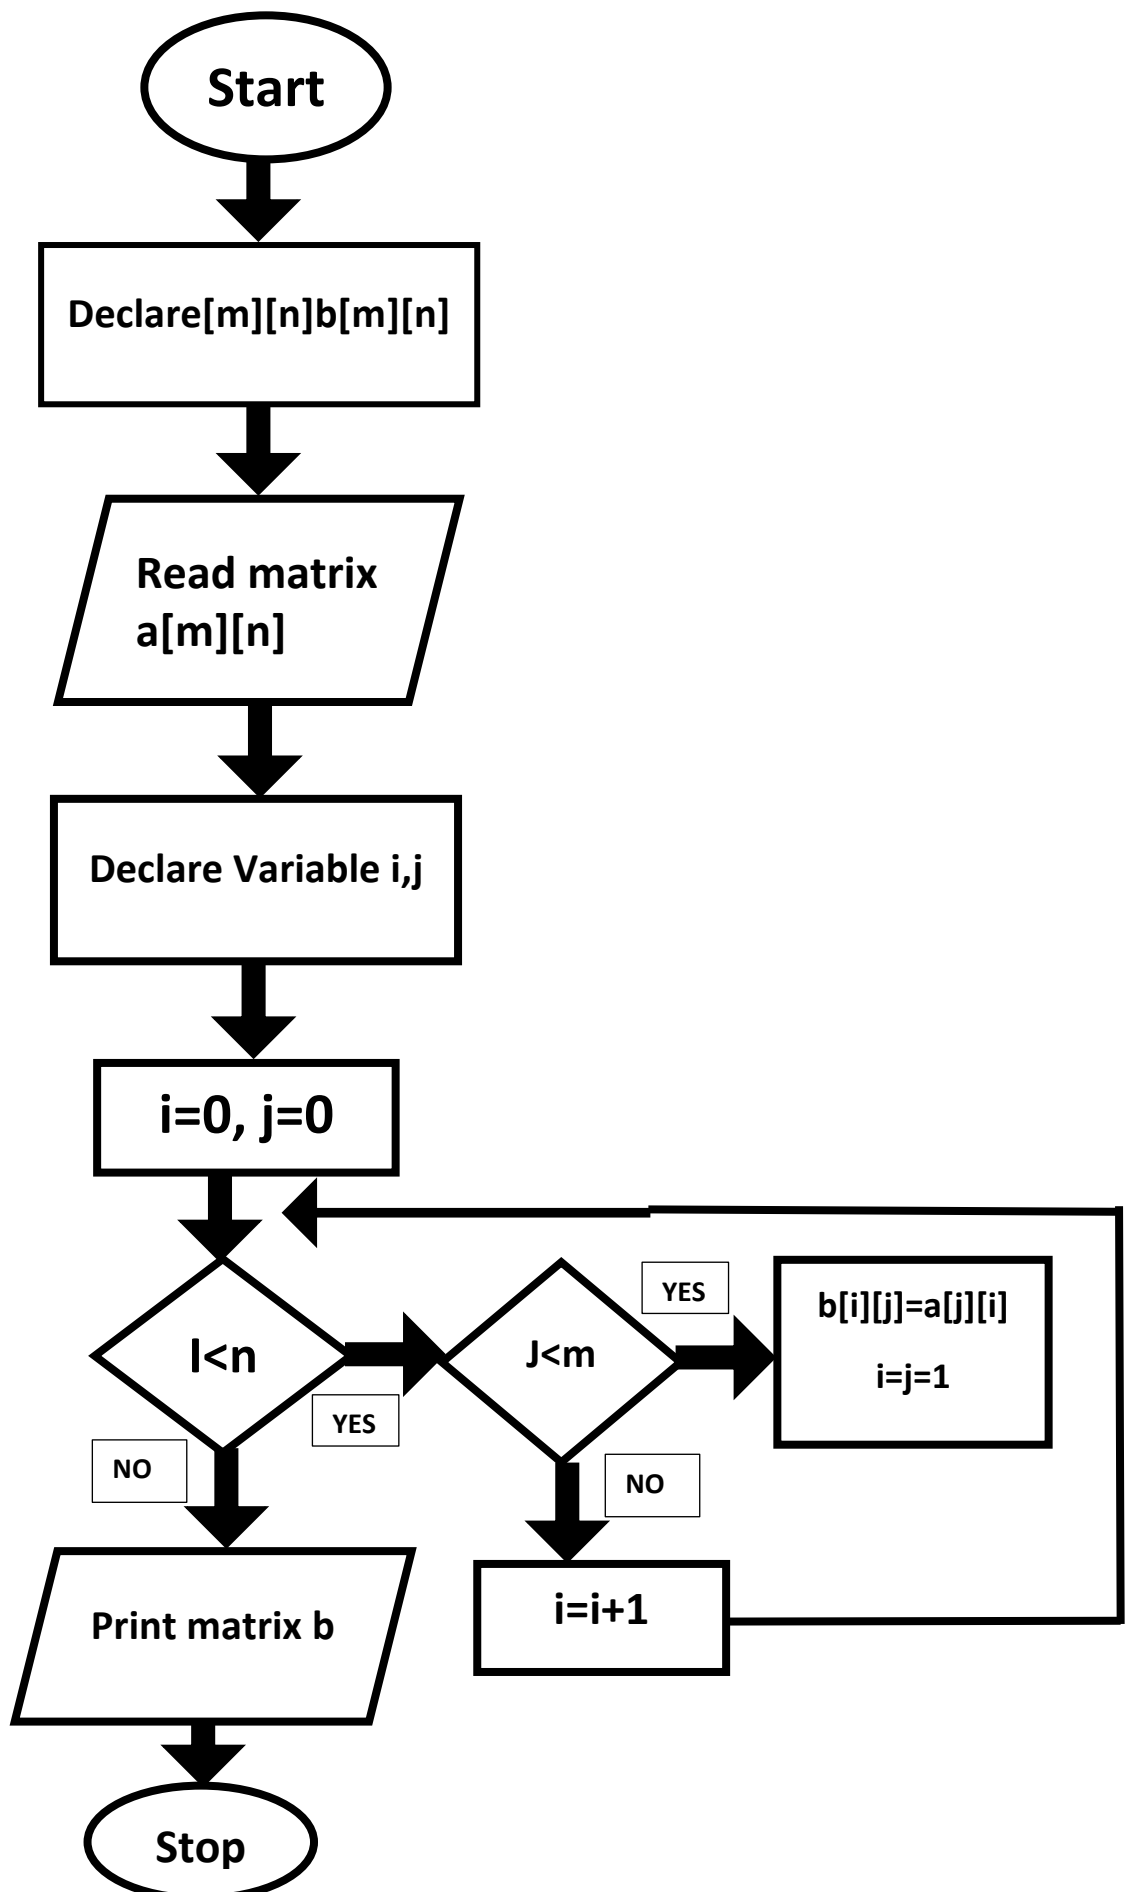 Start
Declare[m][n]b[m][n]
Read matrix
a[m][n]
Declare Variable i,j
i=0, j=0
I<n
YES
J<m
YES
b[i][j]=a[j][i]
i=j=1
NO
NO
i=i+1
Print matrix b
Stop